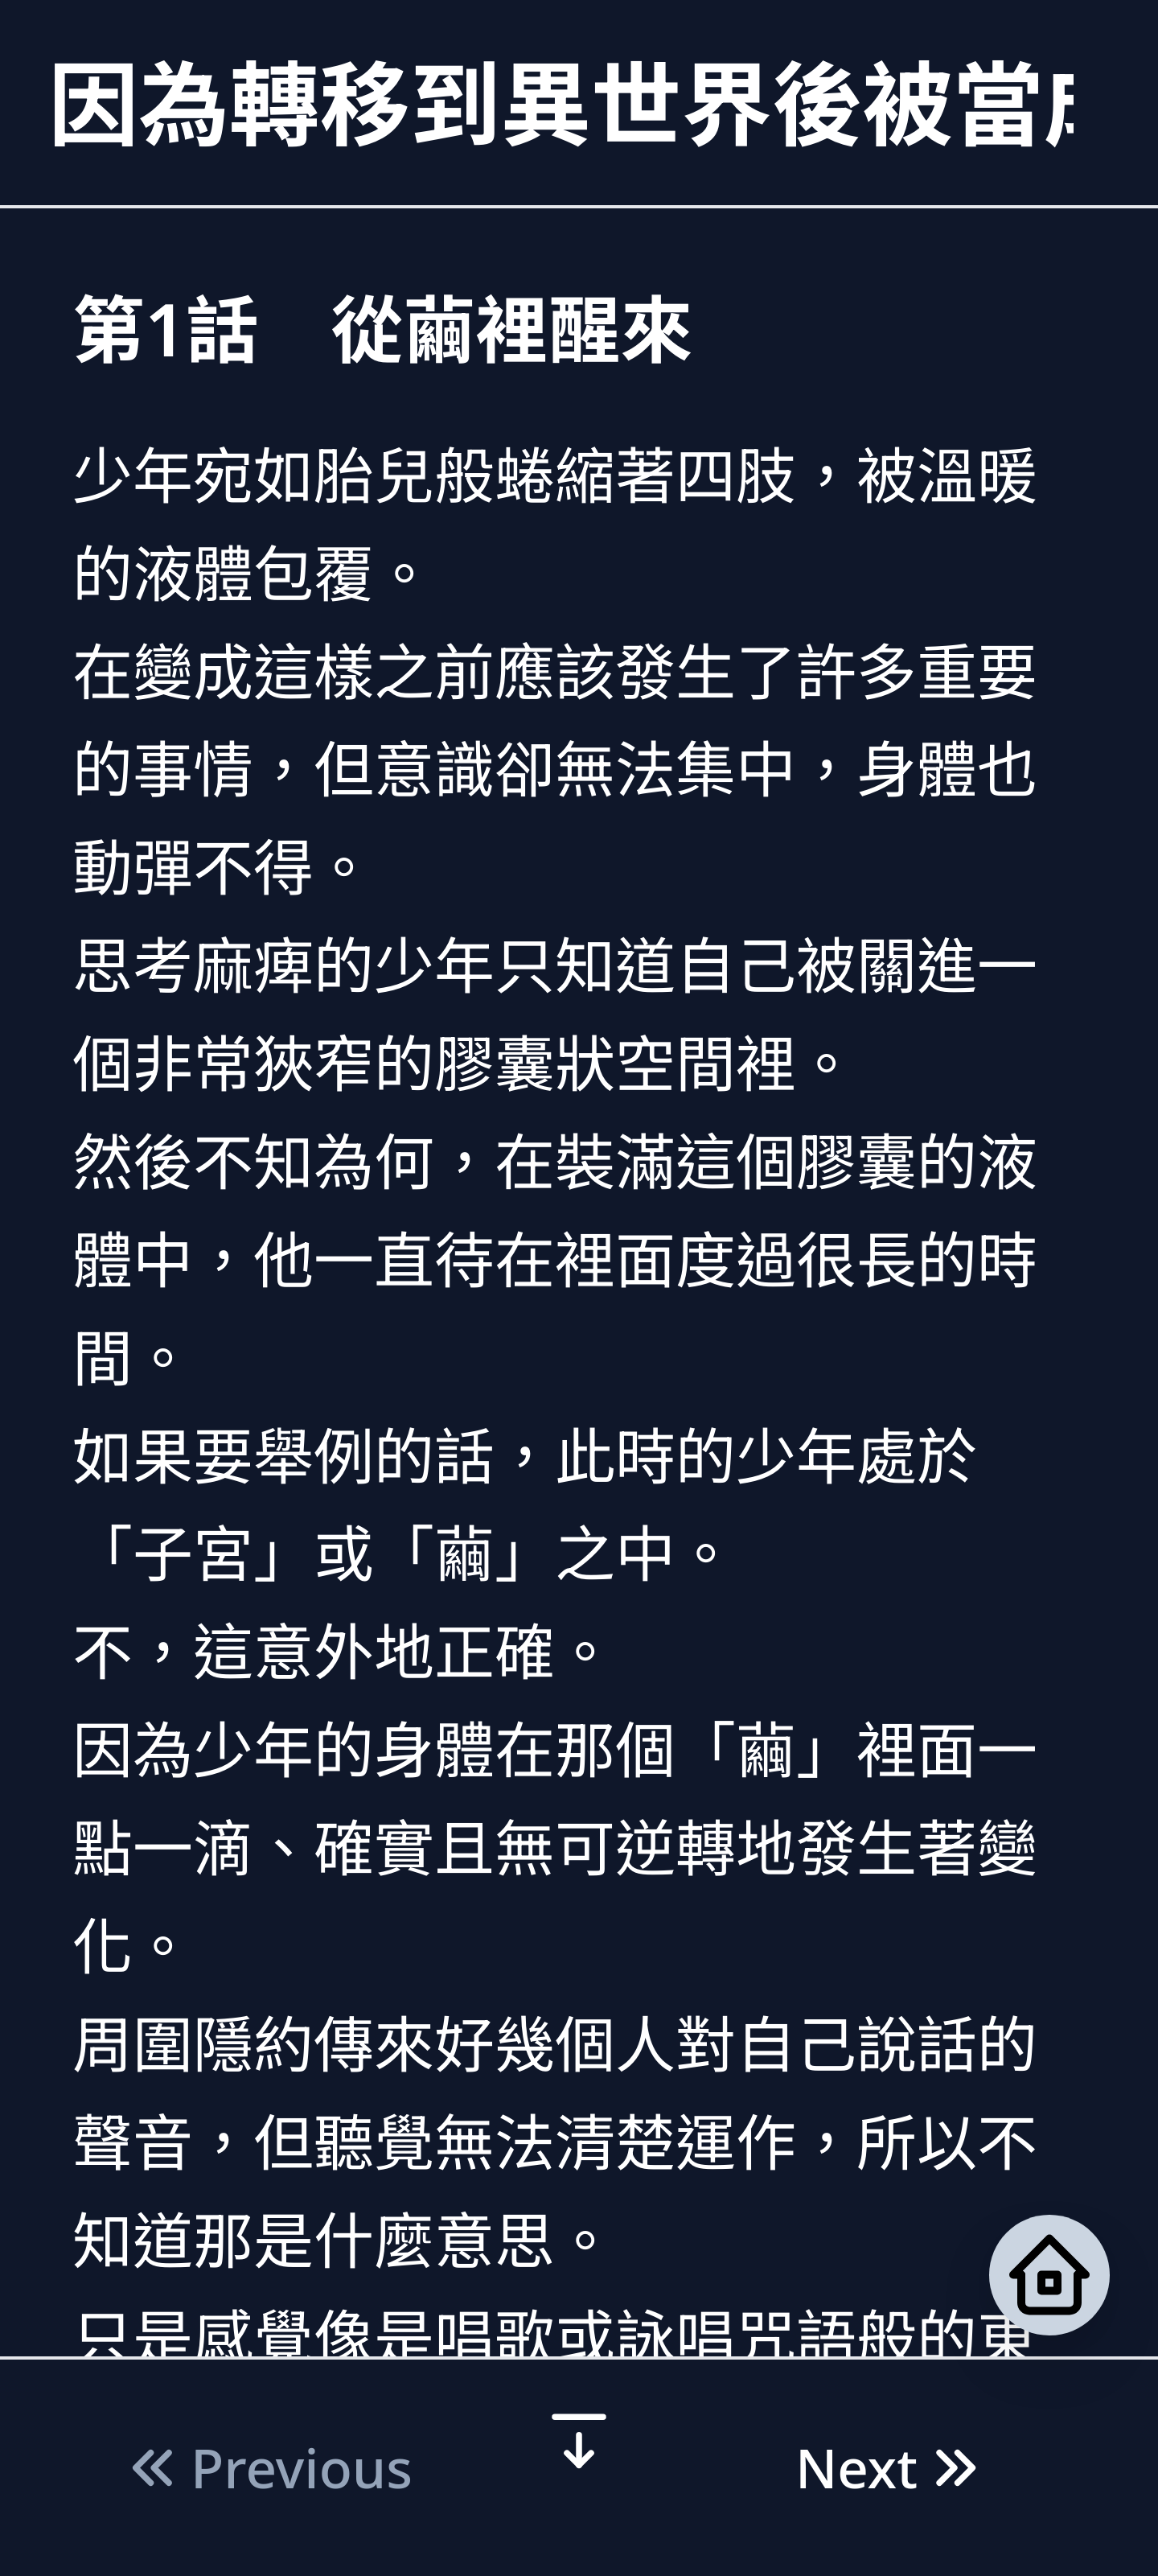 因為轉移到異世界後被當
第1話　從繭裡醒來
少年宛如胎兒般蜷縮著四肢，被溫暖
的液體包覆。
在變成這樣之前應該發生了許多重要
的事情，但意識卻無法集中，身體也
動彈不得。
思考麻痺的少年只知道自己被關進一
個非常狹窄的膠囊狀空間裡。
然後不知為何，在裝滿這個膠囊的液
體中，他一直待在裡面度過很長的時
間。
如果要舉例的話，此時的少年處於
「子宮」或「繭」之中。
不，這意外地正確。
因為少年的身體在那個「繭」裡面一
點一滴、確實且無可逆轉地發生著變
化。
周圍隱約傳來好幾個人對自己說話的
聲音，但聽覺無法清楚運作，所以不
知道那是什麼意思。
只是感覺像是唱歌或詠唱咒語般的東
Previous
Next